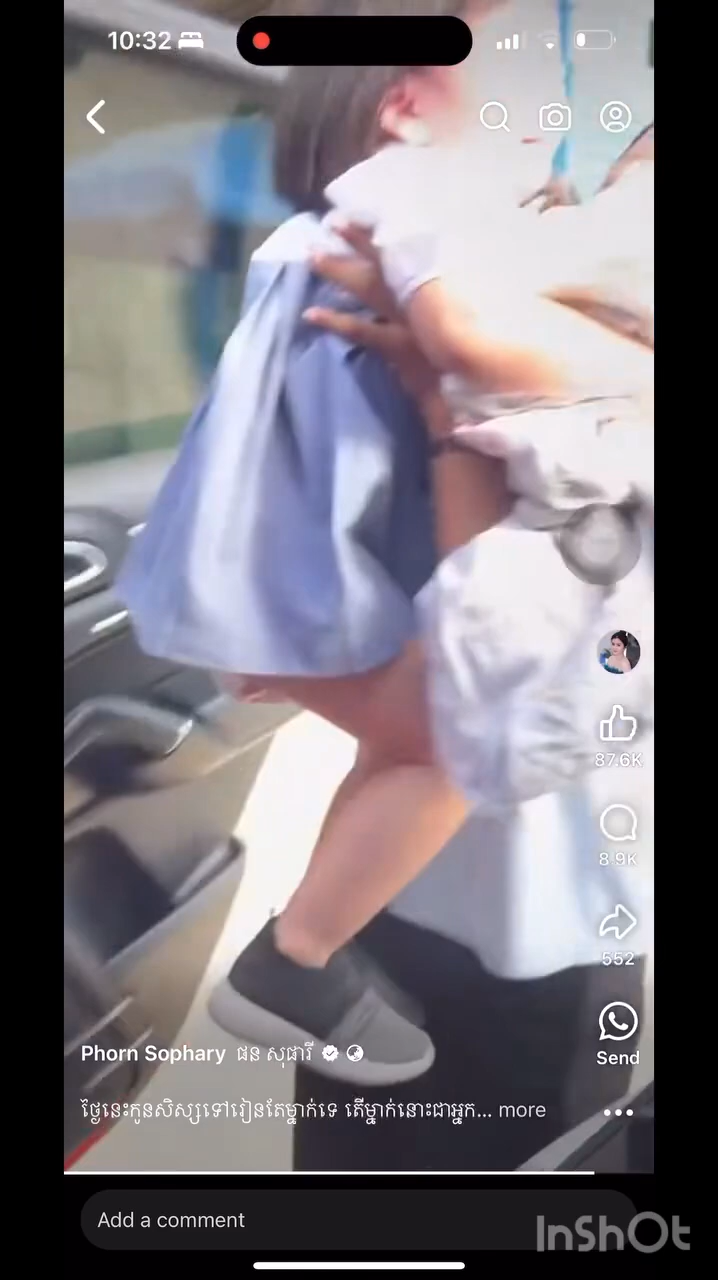 10:32
87.6K
8.9K
552
Send
Phorn Sophary ផន សុផារី
ថ្ងៃនេះកូនសិស្សទៅរៀនតែម្នាក់ទេ តើម្នាក់នោះជាអ្នក... more
Add a comment
InShOt